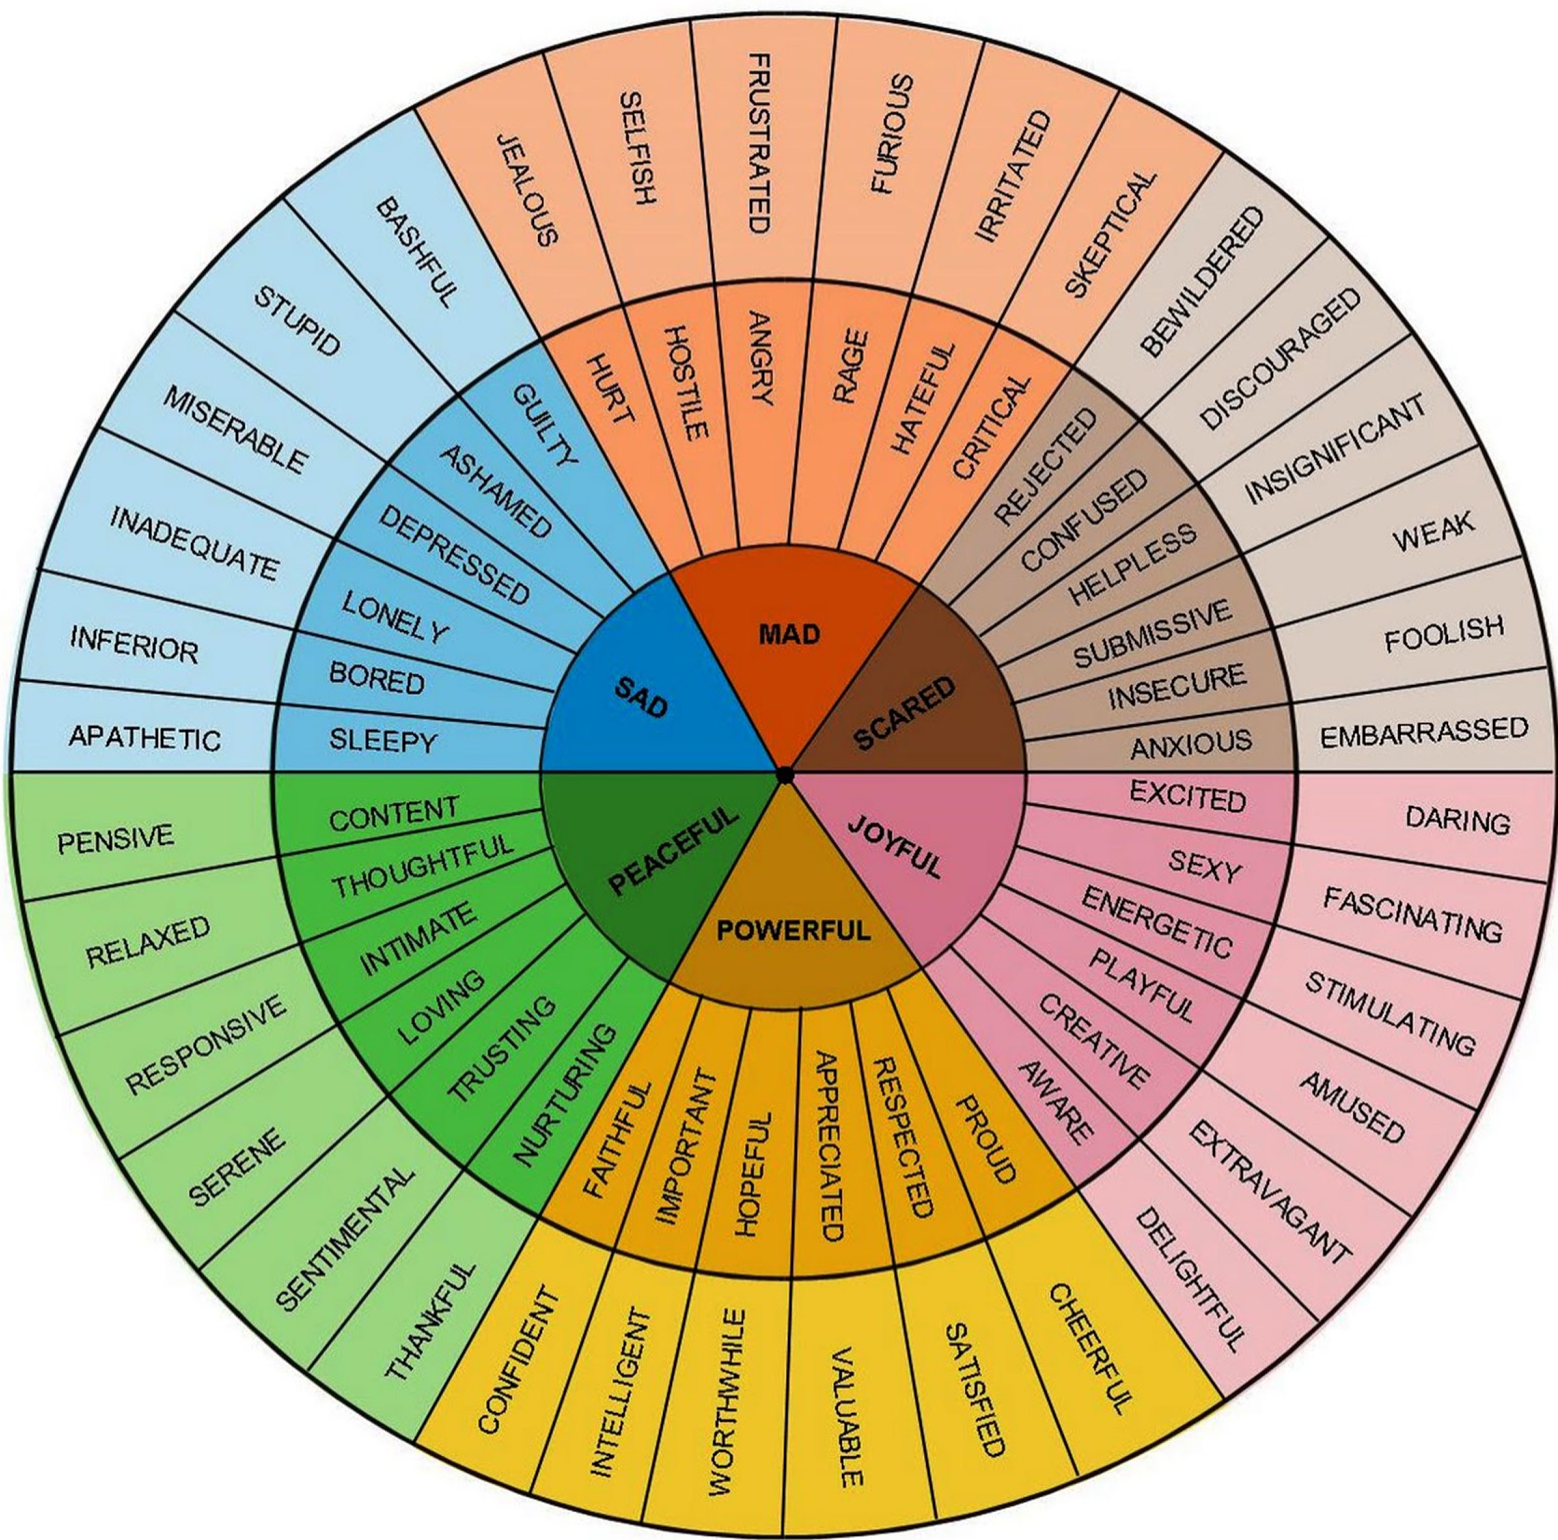 MAD
SCARED
JOYFUL
POWERFUL
PEACEFUL
SAD
HURT
HOSTILE
ANGRY
RAGE
HATEFUL
CRITICAL
REJECTED
CONFUSED
HELPLESS
SUBMISSIVE
INSECURE
ANXIOUS
EXCITED
SEXY
ENERGETIC
PLAYFUL
CREATIVE
AWARE
PROUD
RESPECTED
APPRECIATED
HOPEFUL
IMPORTANT
FAITHFUL
NURTURING
TRUSTING
LOVING
INTIMATE
THOUGHTFUL
CONTENT
SLEEPY
BORED
LONELY
DEPRESSED
ASHAMED
GUILTY
JEALOUS
SELFISH
FRUSTRATED
FURIOUS
IRRITATED
SKEPTICAL
BEWILDERED
DISCOURAGED
INSIGNIFICANT
WEAK
FOOLISH
EMBARRASSED
DARING
FASCINATING
STIMULATING
AMUSED
EXTRAVAGANT
DELIGHTFUL
CHEERFUL
SATISFIED
VALUABLE
WORTHWHILE
INTELLIGENT
CONFIDENT
THANKFUL
SENTIMENTAL
SERENE
RESPONSIVE
RELAXED
PENSIVE
APATHETIC
INFERIOR
INADEQUATE
MISERABLE
STUPID
BASHFUL